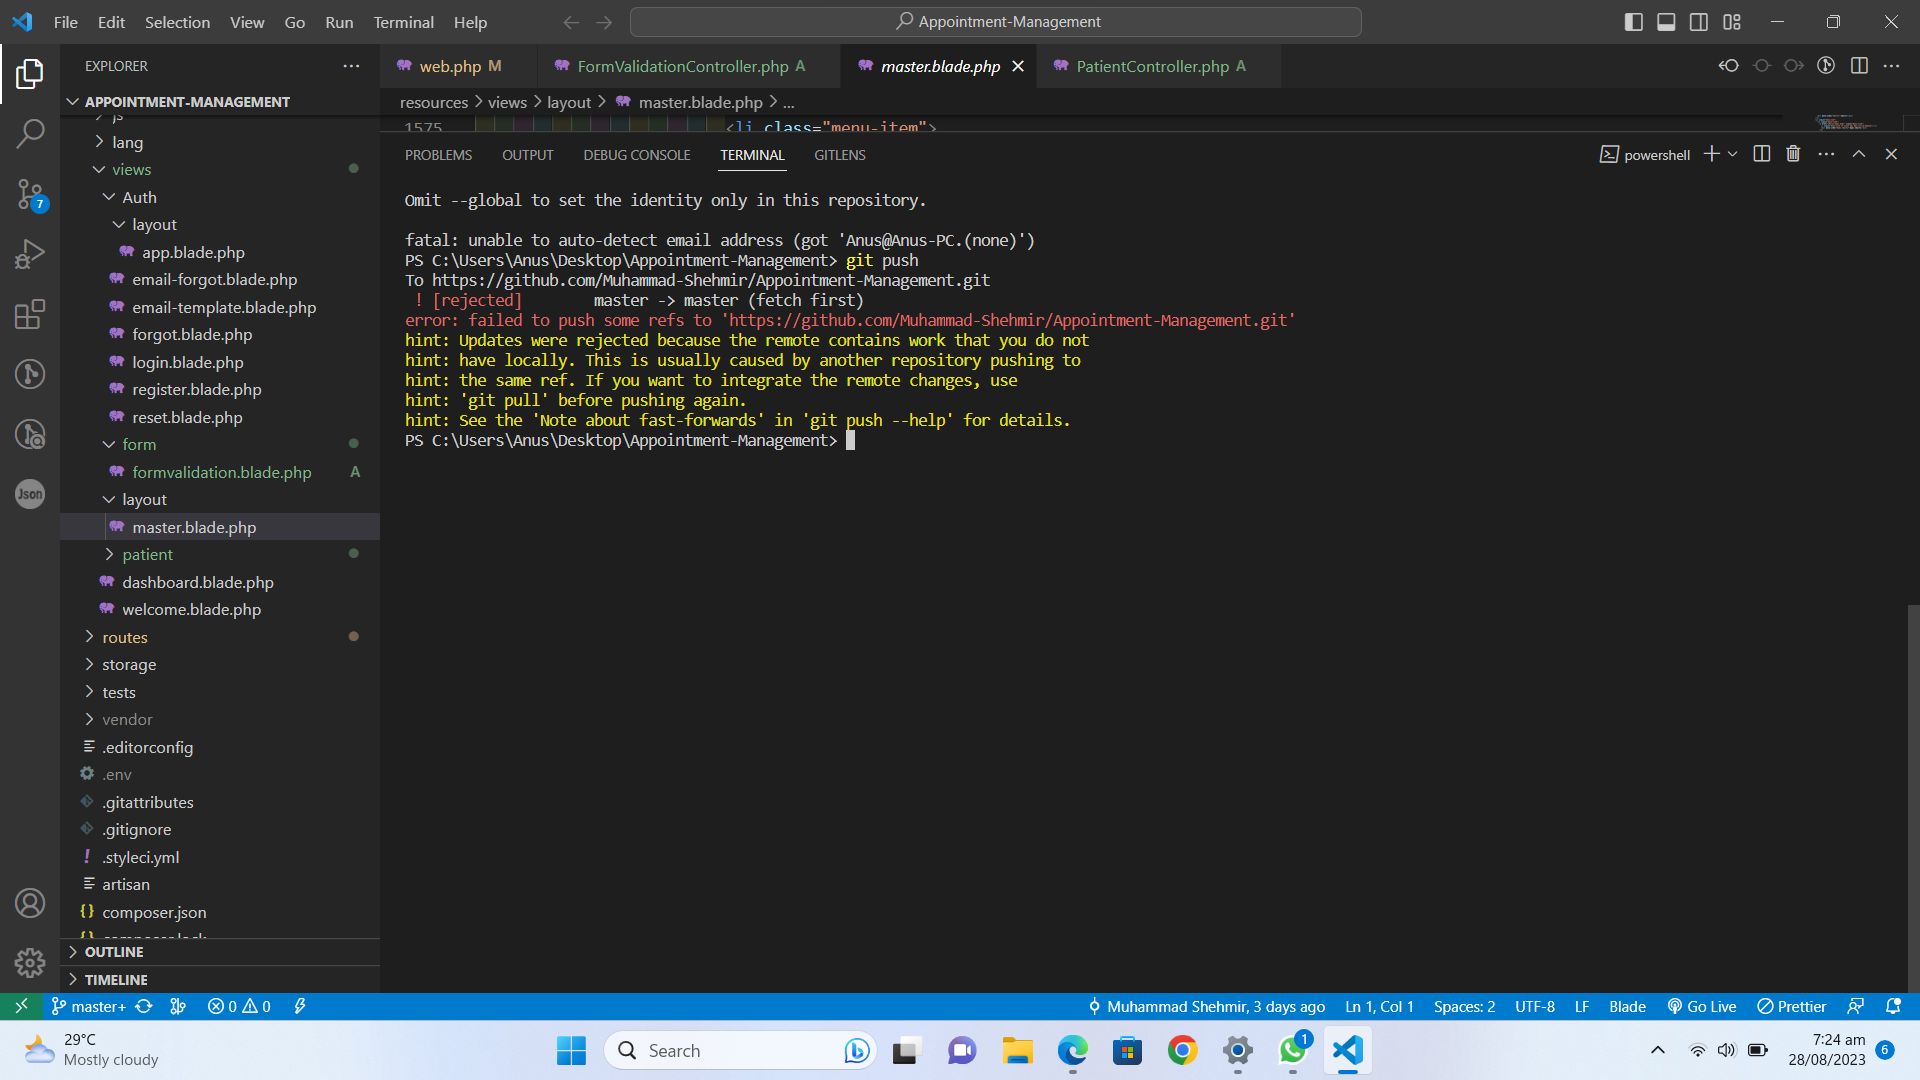 File Edit Selection View Go Run Terminal Help
Appointment-Management
EXPLORER
web.php M
FormValidationController.php A
master.blade.php
PatientController.php A
APPOINTMENT-MANAGEMENT
resources > views > layout > master.blade.php > ...
js
1575 <li class="menu-item">
lang
PROBLEMS OUTPUT DEBUG CONSOLE TERMINAL GITLENS
powershell
views
Auth
layout
app.blade.php
email-forgot.blade.php
email-template.blade.php
forgot.blade.php
login.blade.php
register.blade.php
reset.blade.php
form
formvalidation.blade.php A
layout
master.blade.php
patient
dashboard.blade.php
welcome.blade.php
routes
storage
tests
vendor
.editorconfig
.env
.gitattributes
.gitignore
.styleci.yml
artisan
composer.json
OUTLINE
TIMELINE
7
Json
Omit --global to set the identity only in this repository.
fatal: unable to auto-detect email address (got 'Anus@Anus-PC.(none)')
PS C:\Users\Anus\Desktop\Appointment-Management> git push
To https://github.com/Muhammad-Shehmir/Appointment-Management.git
! [rejected] master -> master (fetch first)
error: failed to push some refs to 'https://github.com/Muhammad-Shehmir/Appointment-Management.git'
hint: Updates were rejected because the remote contains work that you do not
hint: have locally. This is usually caused by another repository pushing to
hint: the same ref. If you want to integrate the remote changes, use
hint: 'git pull' before pushing again.
hint: See the 'Note about fast-forwards' in 'git push --help' for details.
PS C:\Users\Anus\Desktop\Appointment-Management>
master+ 0 0
Muhammad Shehmir, 3 days ago Ln 1, Col 1 Spaces: 2 UTF-8 LF Blade Go Live Prettier
29°C
Mostly cloudy
Search
1
7:24 am
28/08/2023
6